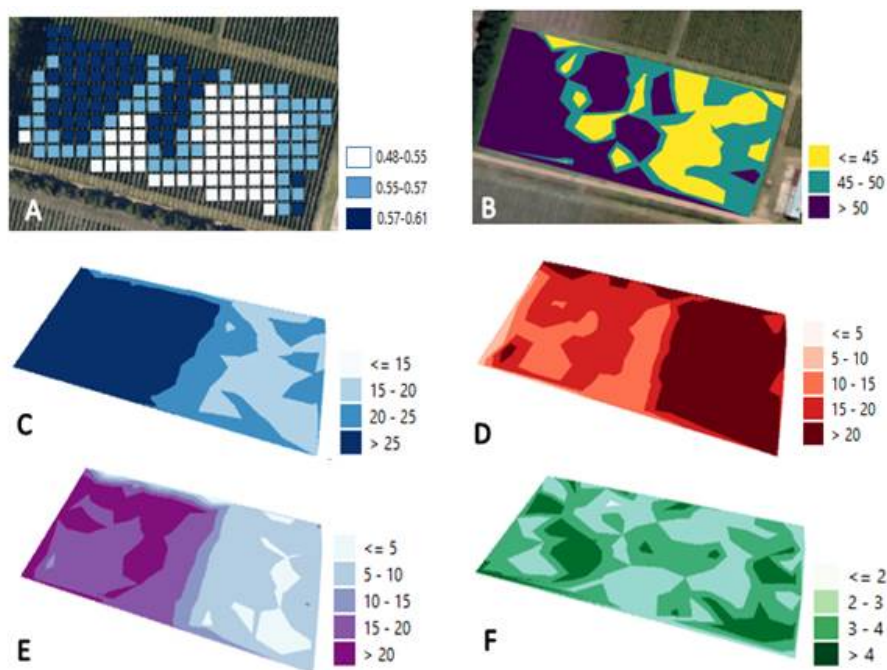 A
0.48-0.55
0.55-0.57
0.57-0.61
B
<= 45
45 - 50
> 50
C
<= 15
15 - 20
20 - 25
> 25
D
<= 5
5 - 10
10 - 15
15 - 20
> 20
E
<= 5
5 - 10
10 - 15
15 - 20
> 20
F
<= 2
2 - 3
3 - 4
> 4